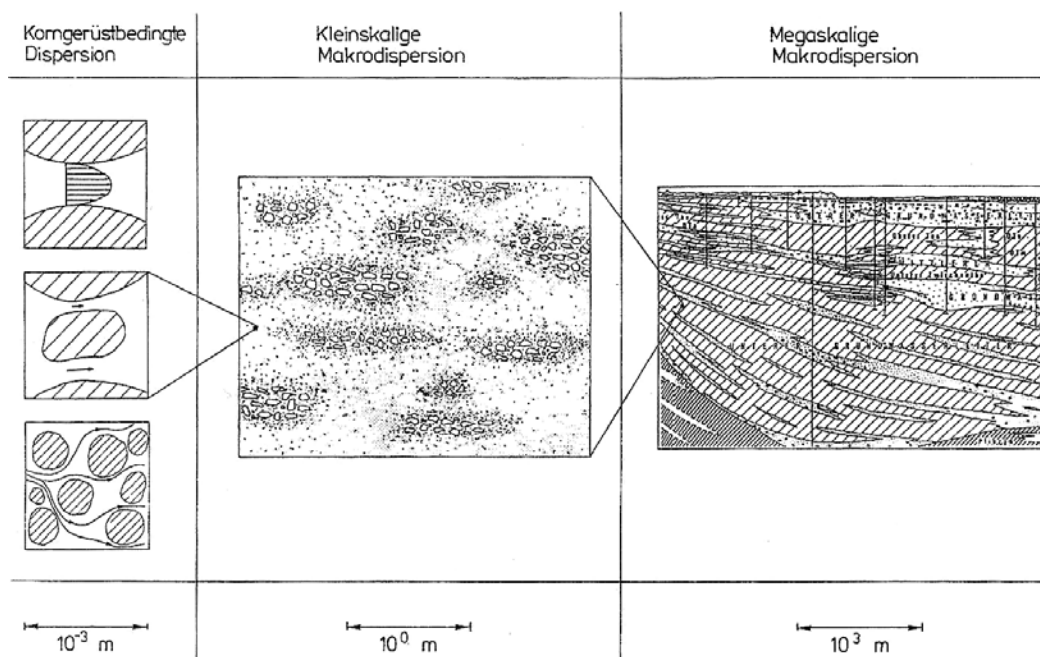 Korngerüstbedingte
Dispersion
Kleinskalige
Makrodispersion
Megaskalige
Makrodispersion
10⁻³ m
10⁰ m
10³ m